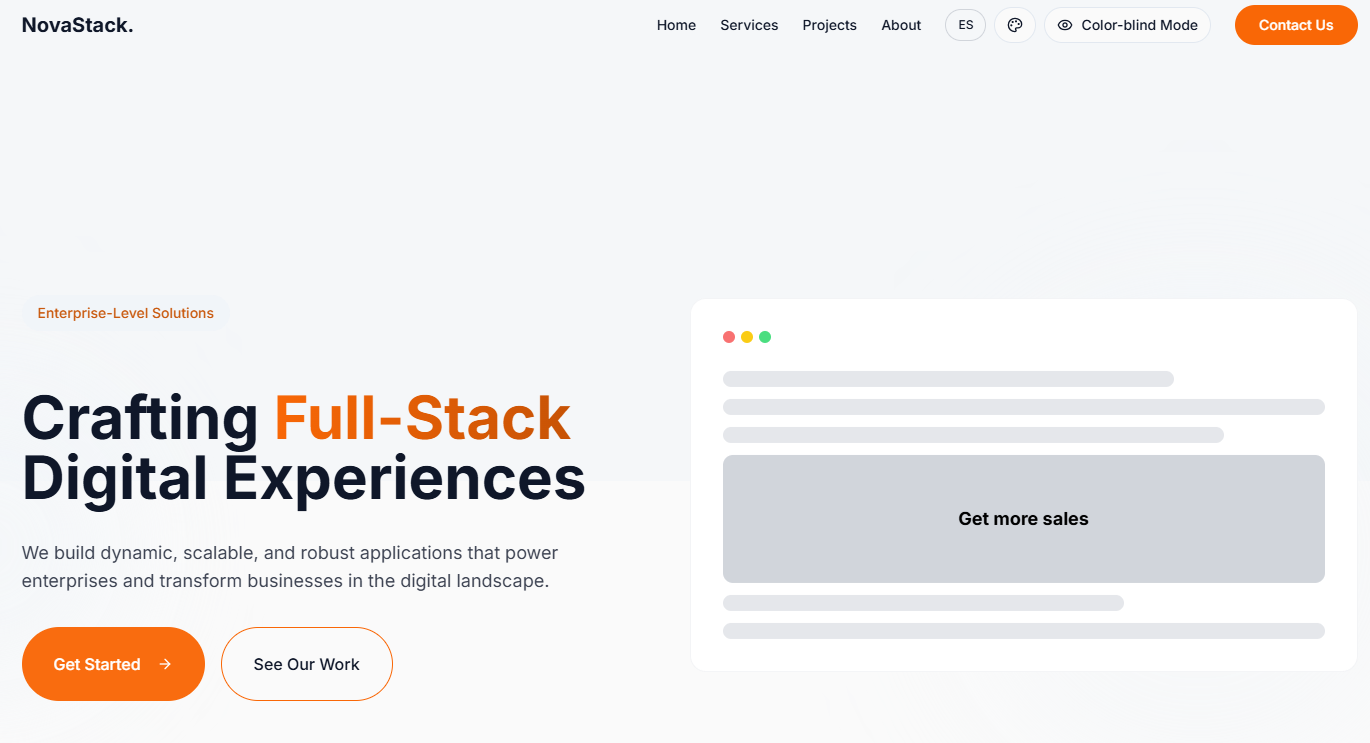 NovaStack.
Home
Services
Projects
About
ES
Color-blind Mode
Contact Us
Enterprise-Level Solutions
Crafting Full-Stack
Digital Experiences
We build dynamic, scalable, and robust applications that power
enterprises and transform businesses in the digital landscape.
Get Started
See Our Work
Get more sales